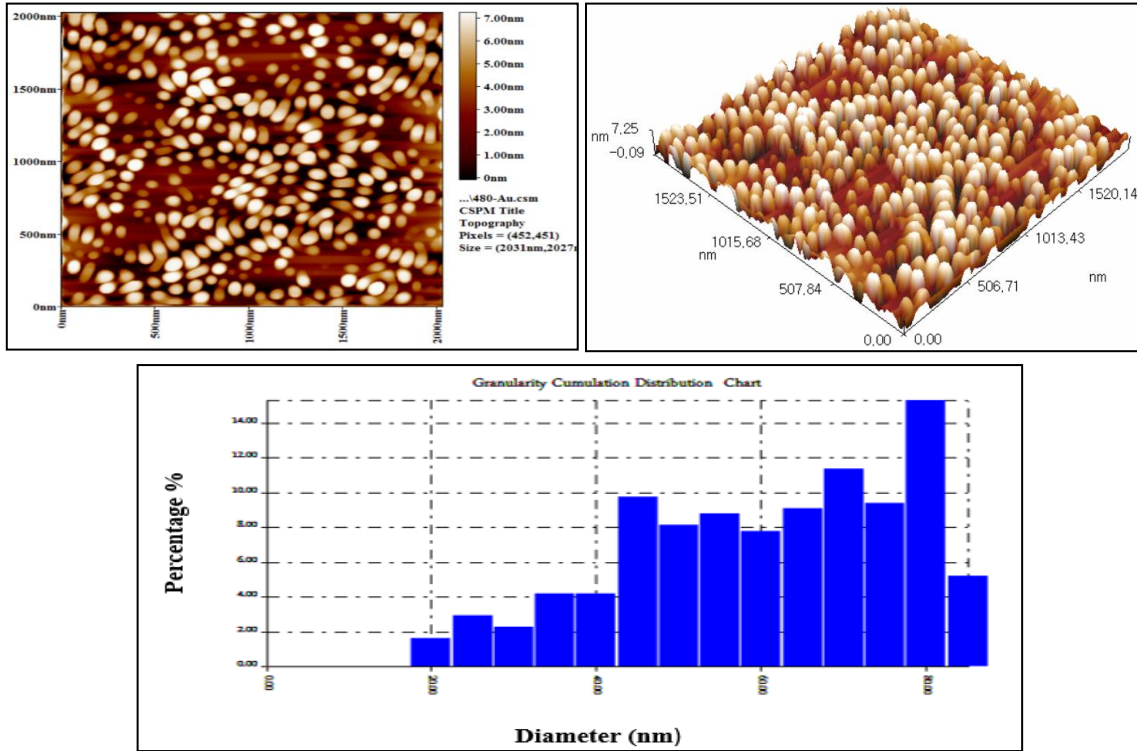 2000nm
1500nm
1000nm
500nm
0nm
0nm
500nm
1000nm
1500nm
2000nm
7.00nm
6.00nm
5.00nm
4.00nm
3.00nm
2.00nm
1.00nm
0nm
...\480-Au.csm
CSPM Title
Topography
Pixels = (452,451)
Size = (2031nm,2027n
nm 7,25
-0,09
1523,51
1015,68
nm
507,84
0,00
0,00
506,71
nm
1013,43
1520,14
Granularity Cumulation Distribution Chart
Percentage %
14.00
12.00
10.00
8.00
6.00
4.00
2.00
0.00
0.00
20.00
40.00
60.00
80.00
Diameter (nm)